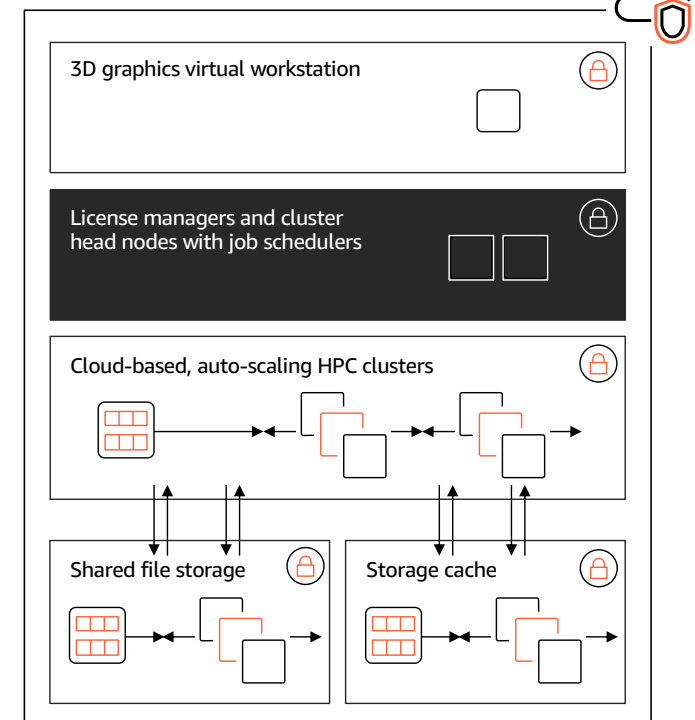 3D graphics virtual workstation
License managers and cluster
head nodes with job schedulers
Cloud-based, auto-scaling HPC clusters
Shared file storage
Storage cache